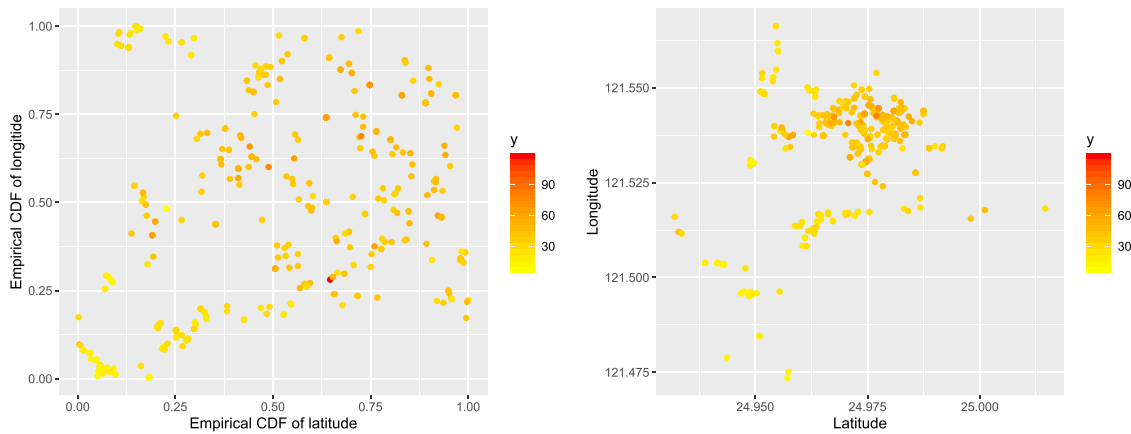 1.00
0.75
0.50
0.25
0.00
0.00 0.25 0.50 0.75 1.00
Empirical CDF of latitude
Empirical CDF of longitide
y
90
60
30
121.550
121.525
121.500
121.475
24.950 24.975 25.000
Latitude
Longitude
y
90
60
30